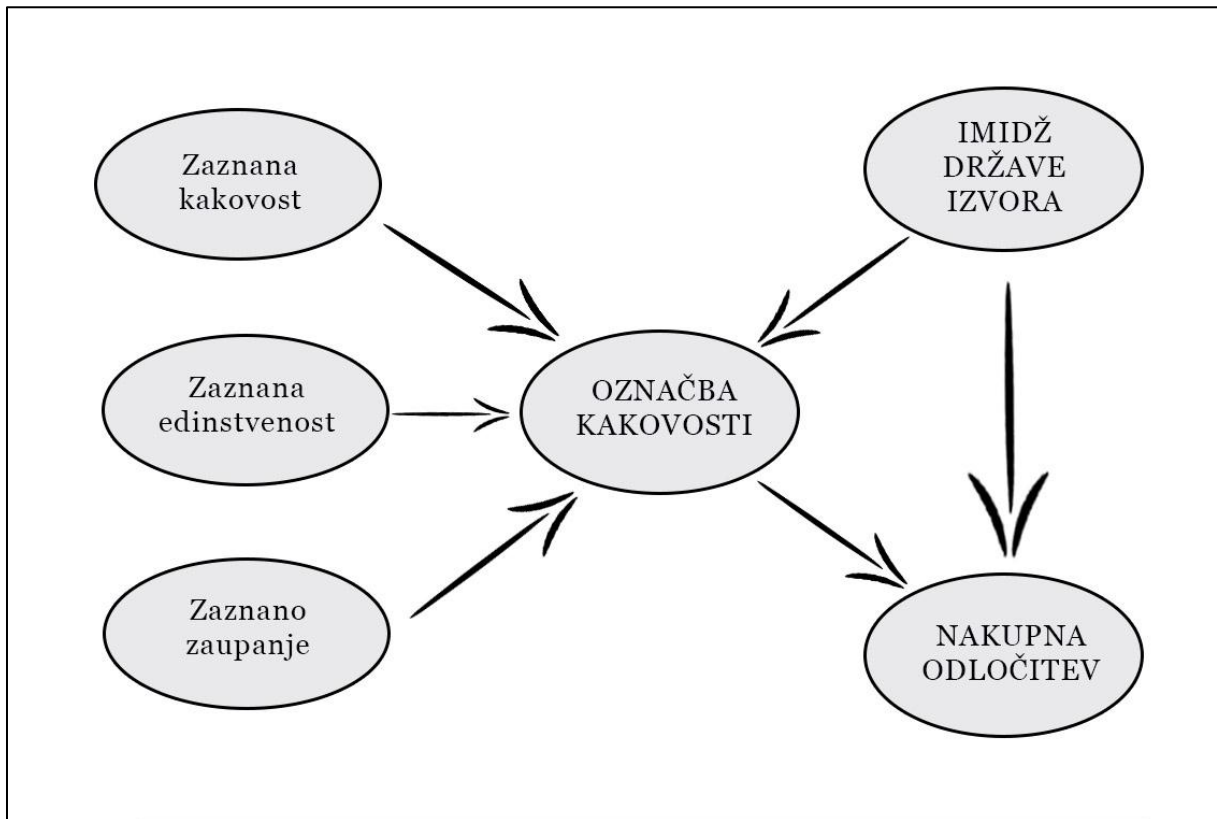 Zaznana
kakovost
IMIDŽ
DRŽAVE
IZVORA
Zaznana
edinstvenost
OZNAČBA
KAKOVOSTI
Zaznano
zaupanje
NAKUPNA
ODLOČITEV